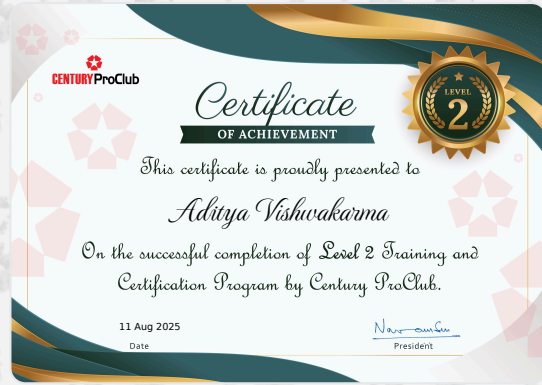 CENTURY ProClub
Certificate
OF ACHIEVEMENT
LEVEL
2
This certificate is proudly presented to
Aditya Vishwakarma
On the successful completion of Level 2 Training and
Certification Program by Century ProClub.
11 Aug 2025
Date
President